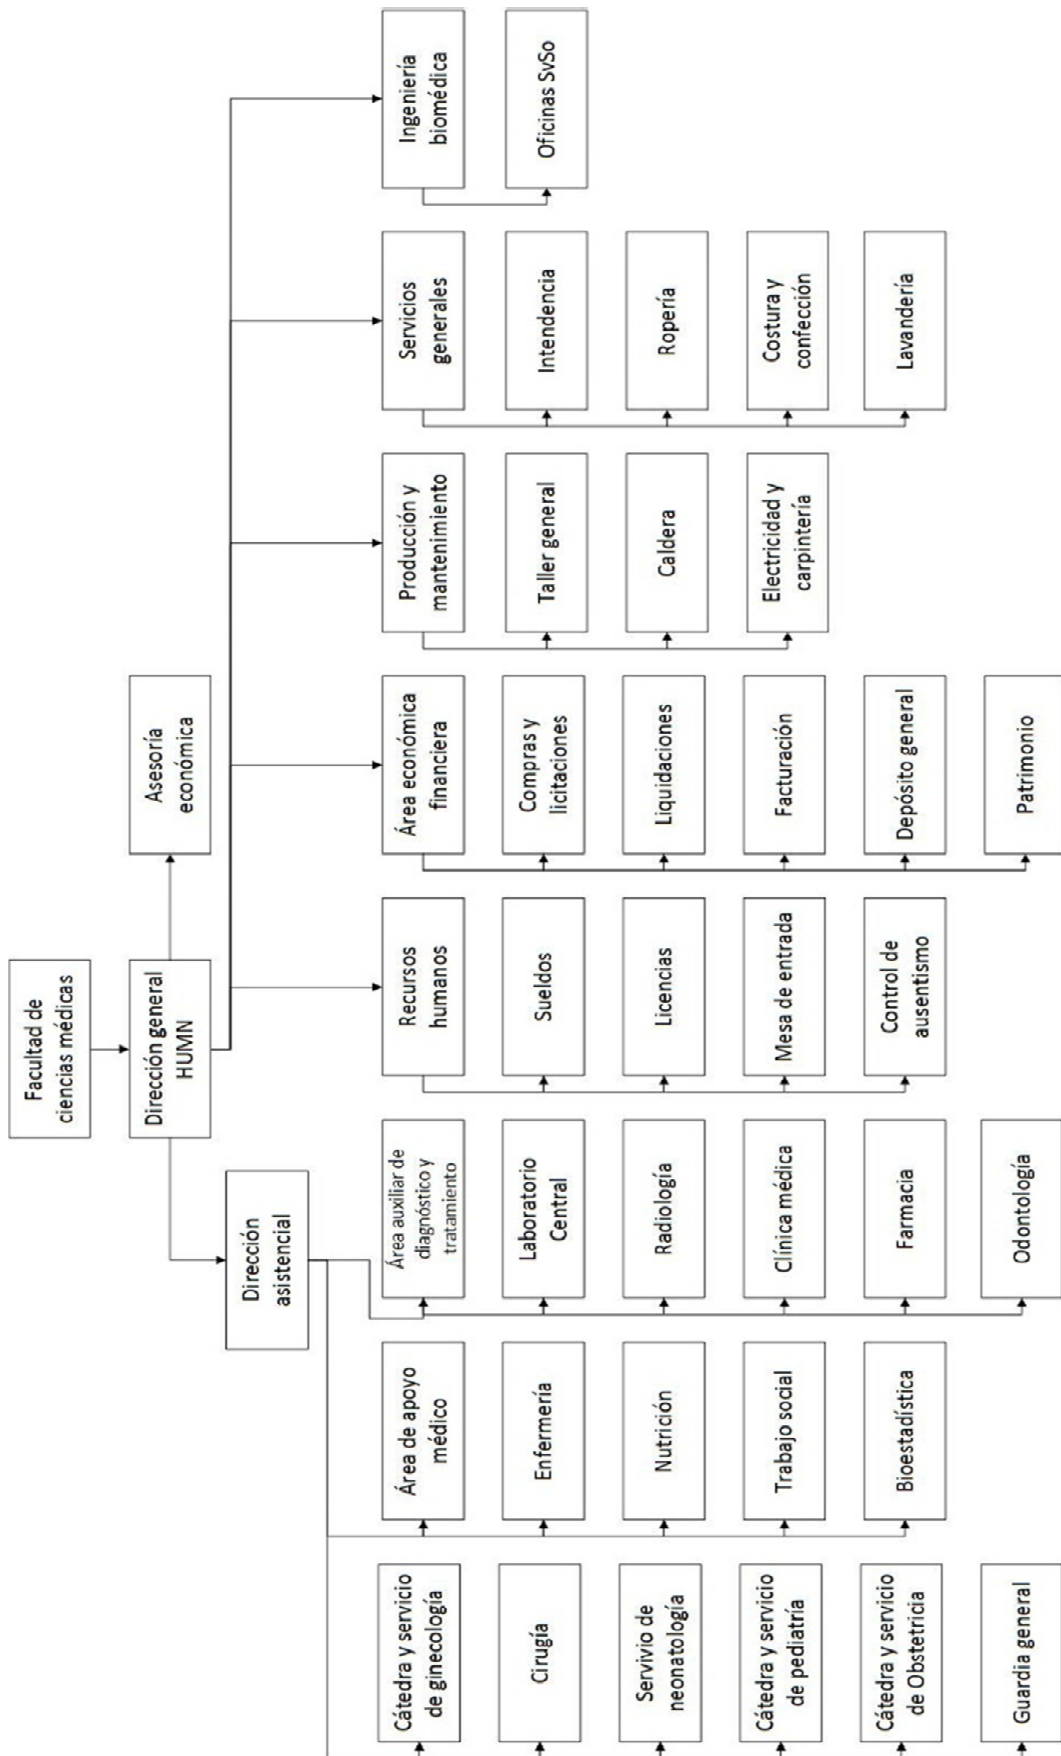 Facultad de
ciencias médicas
Dirección general
HUMN
Asesoría
económica
Dirección
asistencial
Cátedra y servicio
de ginecología
Cirugía
Servivio de
neonatología
Cátedra y servicio
de pediatría
Cátedra y servicio
de Obstetricia
Guardia general
Área de apoyo
médico
Enfermería
Nutrición
Trabajo social
Bioestadística
Área auxiliar de
diagnóstico y
tratamiento
Laboratorio
Central
Radiología
Clínica médica
Farmacia
Odontología
Recursos
humanos
Sueldos
Licencias
Mesa de entrada
Control de
ausentismo
Área económica
financiera
Compras y
licitaciones
Liquidaciones
Facturación
Depósito general
Patrimonio
Producción y
mantenimiento
Taller general
Caldera
Electricidad y
carpintería
Servicios
generales
Intendencia
Ropería
Costura y
confección
Lavandería
Ingeniería
biomédica
Oficinas SvSo